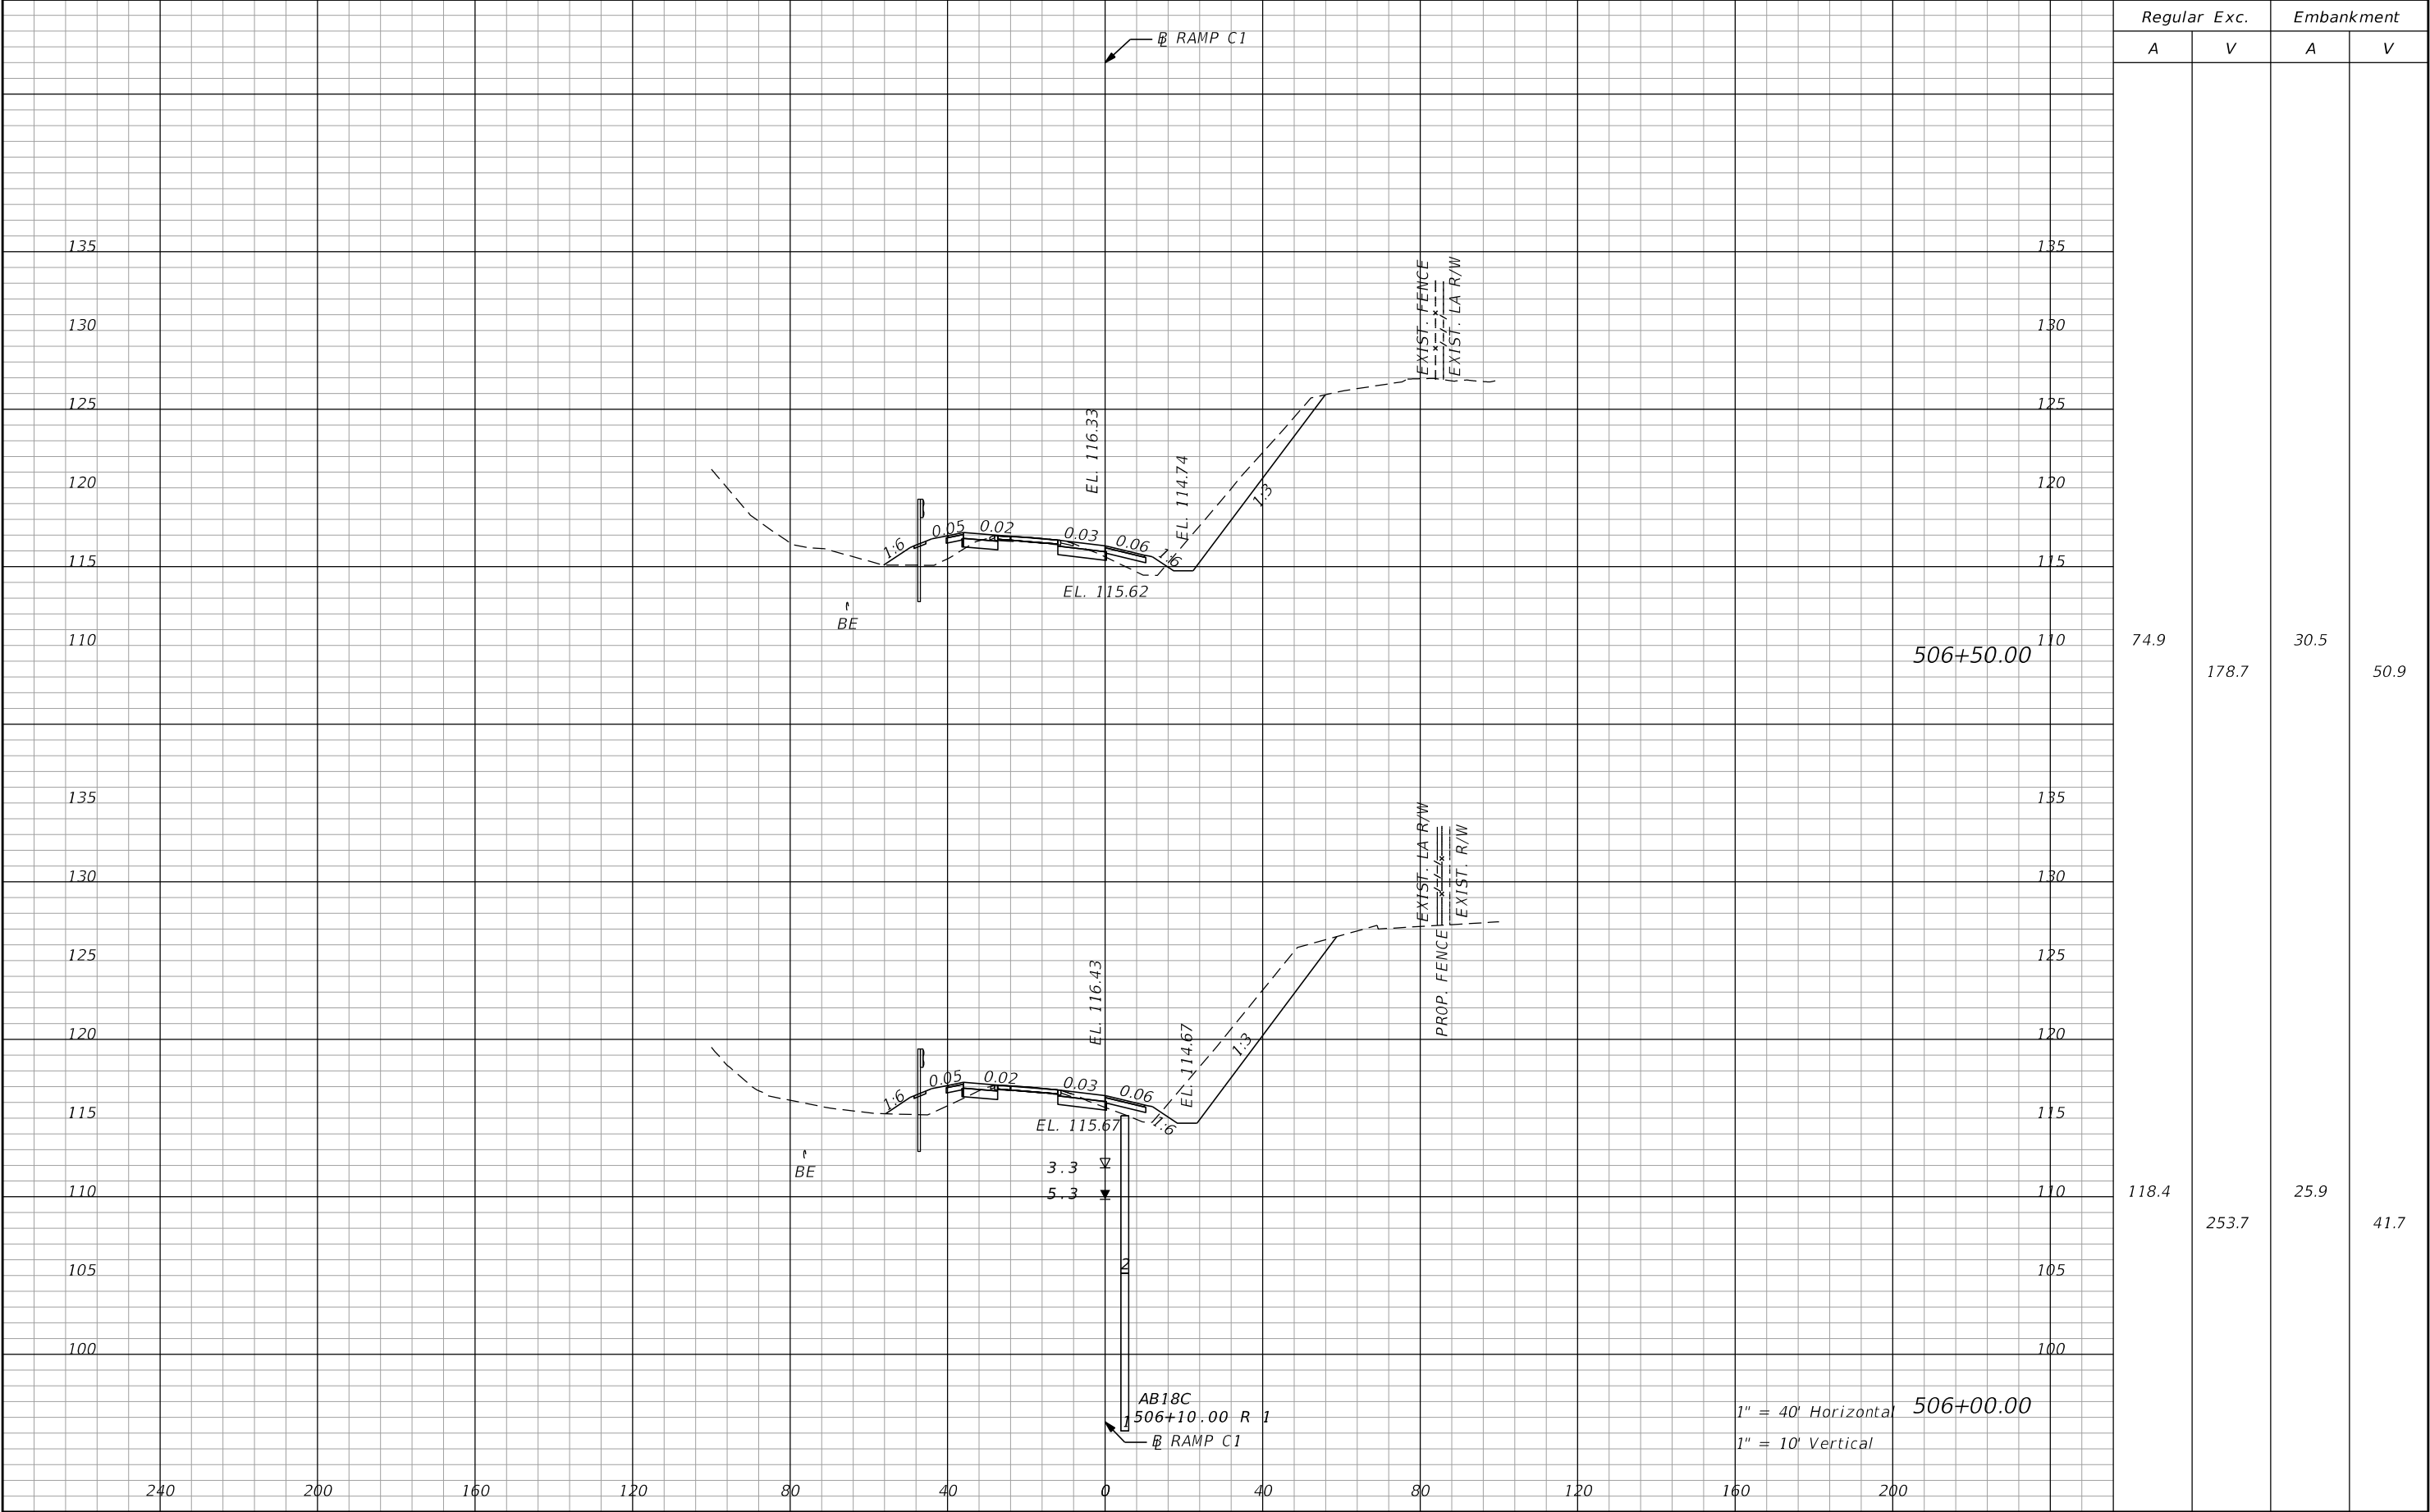 Regular Exc. Embankment
A V A V
BL RAMP C1
135 135
EXIST. FENCE
EXIST. LA R/W
130 130
125 125
EL. 116.33
EL. 114.74
120 120
1:3
1:6 0.05 0.02 0.03 0.06 1:6
115 115
EL. 115.62
BE
110 110 74.9 30.5
506+50.00
178.7 50.9
135 135
EXIST. LA R/W
EXIST. R/W
130 130
PROP. FENCE
125 125
EL. 116.43
EL. 114.67
120 120
1:3
1:6 0.05 0.02 0.03 0.06 1:6
115 115
EL. 115.67
3.3
BE
5.3
110 110 118.4 25.9
253.7 41.7
2
105 105
100 100
AB18C
1 506+10.00 R 1
BL RAMP C1
1" = 40' Horizontal
506+00.00
1" = 10' Vertical
240 200 160 120 80 40 0 40 80 120 160 200